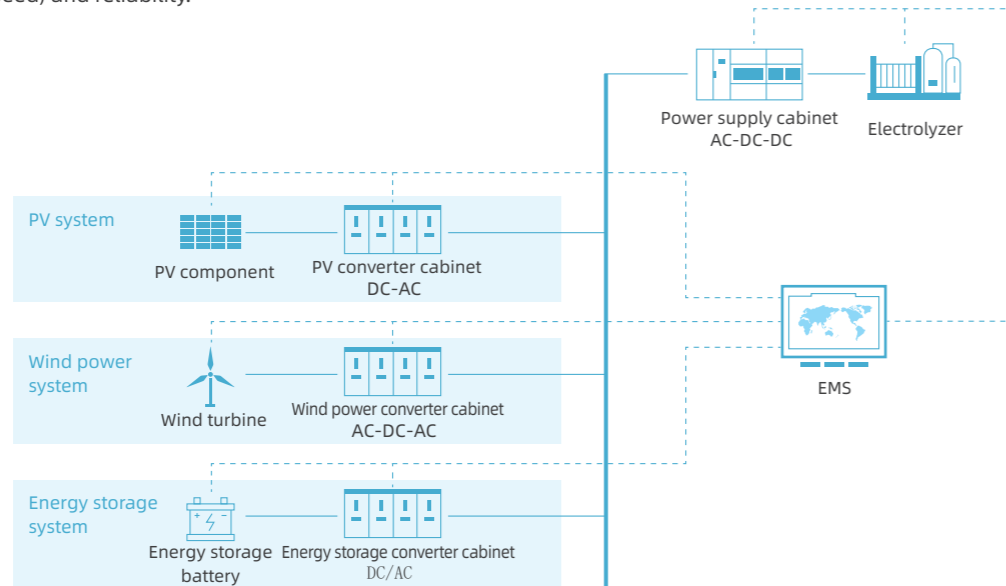 and reliability.
Power supply cabinet
AC-DC-DC
Electrolyzer
PV system
PV component
PV converter cabinet
DC-AC
EMS
Wind power
system
Wind turbine
Wind power converter cabinet
AC-DC-AC
Energy storage
system
Energy storage
battery
Energy storage converter cabinet
DC/AC